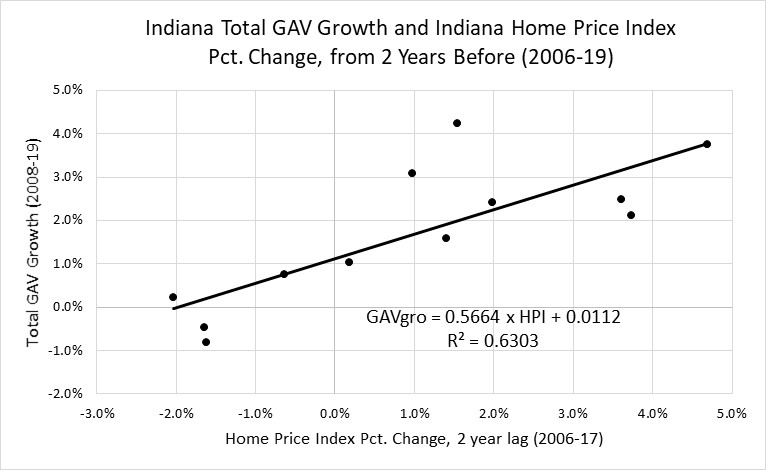 Indiana Total GAV Growth and Indiana Home Price Index
Pct. Change, from 2 Years Before (2006-19)
5.0%
4.0%
3.0%
2.0%
1.0%
0.0%
-1.0%
-2.0%
Total GAV Growth (2008-19)
GAVgro = 0.5664 x HPI + 0.0112
R² = 0.6303
-3.0% -2.0% -1.0% 0.0% 1.0% 2.0% 3.0% 4.0% 5.0%
Home Price Index Pct. Change, 2 year lag (2006-17)